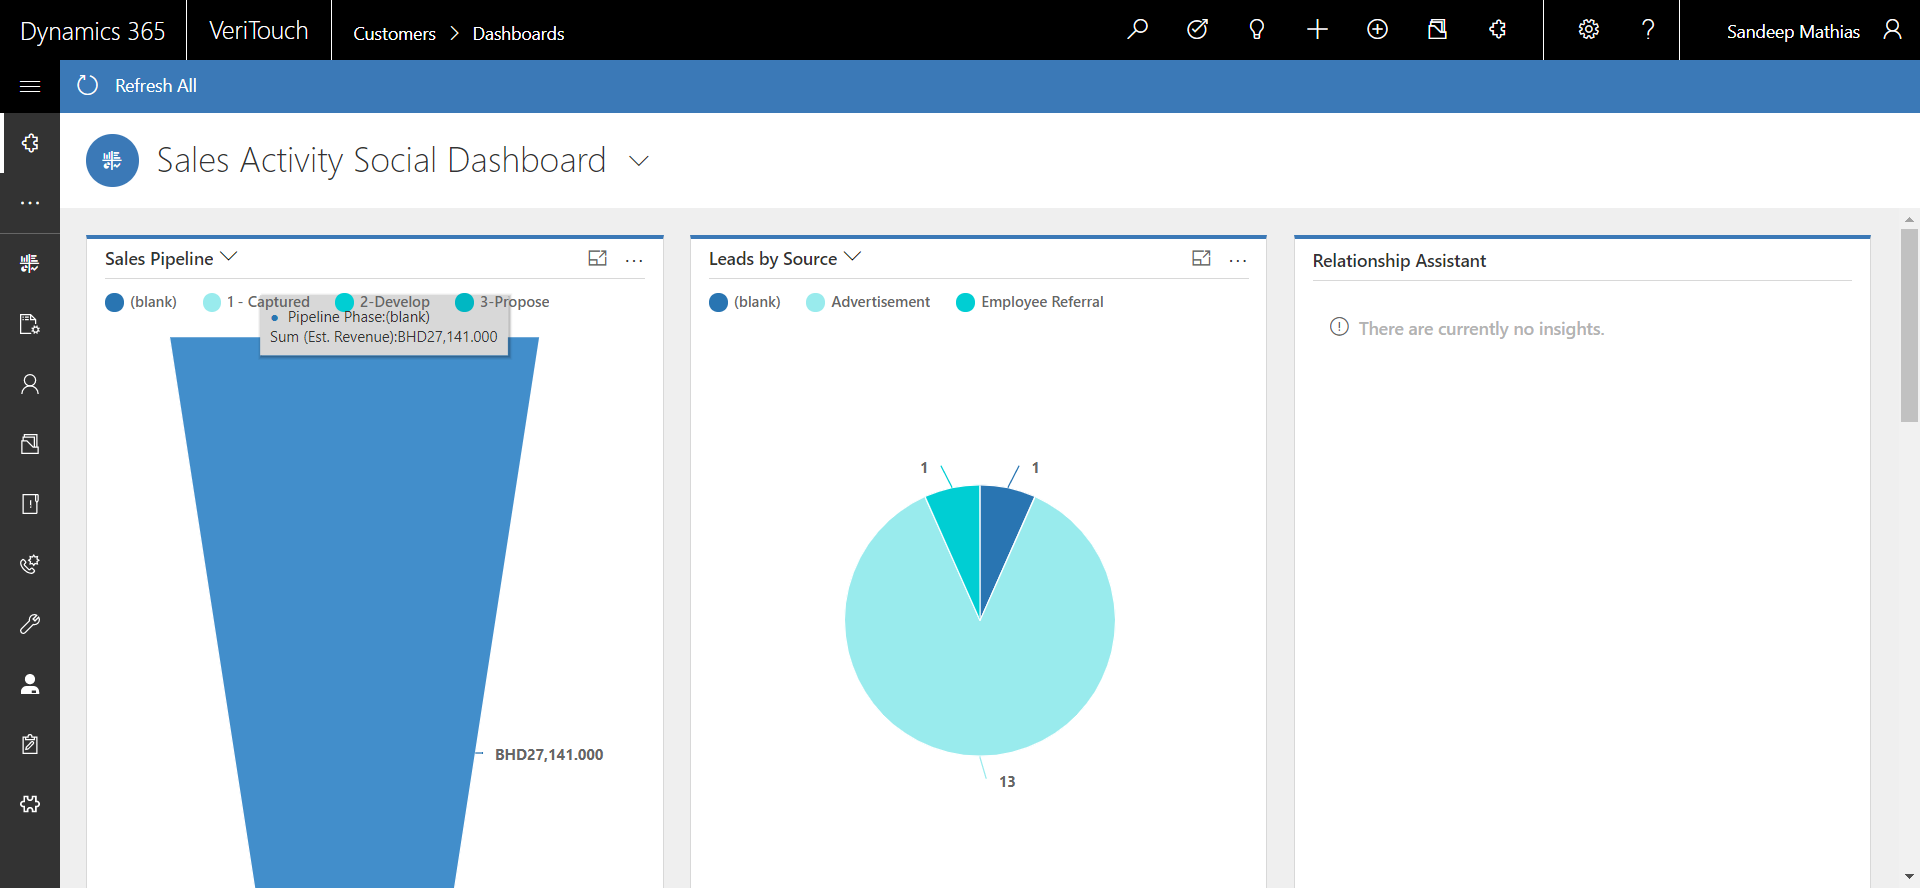 Dynamics 365 VeriTouch Customers > Dashboards Sandeep Mathias
Refresh All
Sales Activity Social Dashboard
Sales Pipeline
(blank) 1 - Captured 2-Develop 3-Propose
Pipeline Phase:(blank)
Sum (Est. Revenue):BHD27,141.000
BHD27,141.000
Leads by Source
(blank) Advertisement Employee Referral
1 1
13
Relationship Assistant
There are currently no insights.